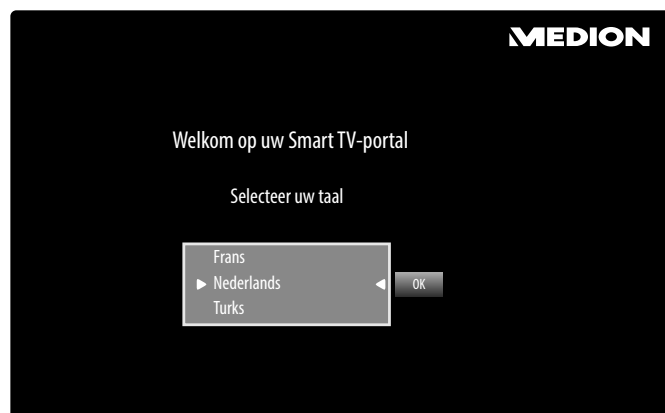 MEDION
Welkom op uw Smart TV-portal
Selecteer uw taal
Frans
Nederlands OK
Turks